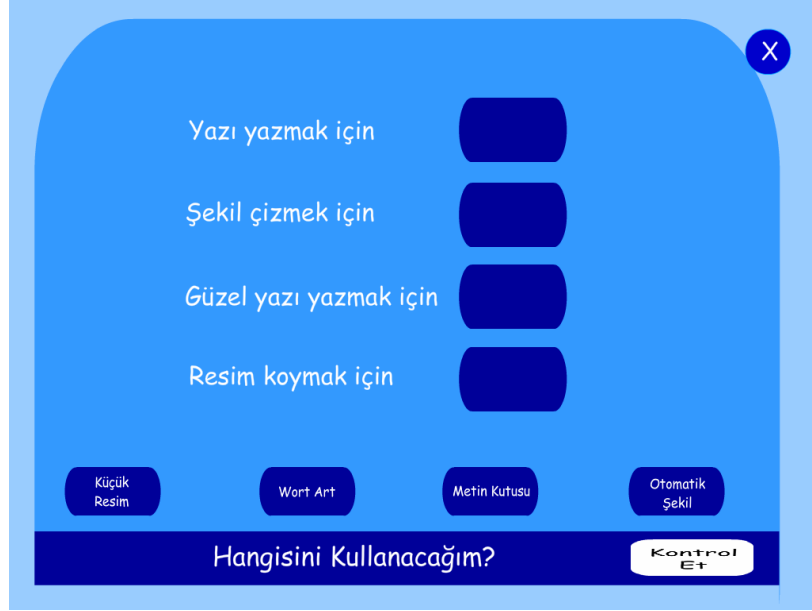 X
Yazı yazmak için
Şekil çizmek için
Güzel yazı yazmak için
Resim koymak için
Küçük
Resim
Wort Art
Metin Kutusu
Otomatik
Şekil
Hangisini Kullanacağım?
Kontrol
Et